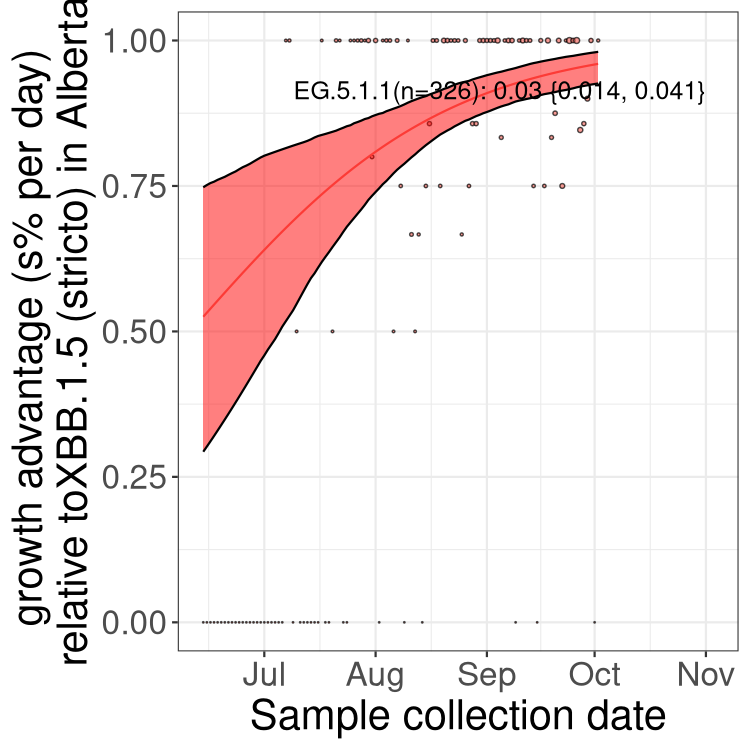 growth advantage (s% per day)
relative toXBB.1.5 (stricto) in Alberta
1.00
0.75
0.50
0.25
0.00
EG.5.1.1(n=326): 0.03 {0.014, 0.041}
Jul Aug Sep Oct Nov
Sample collection date